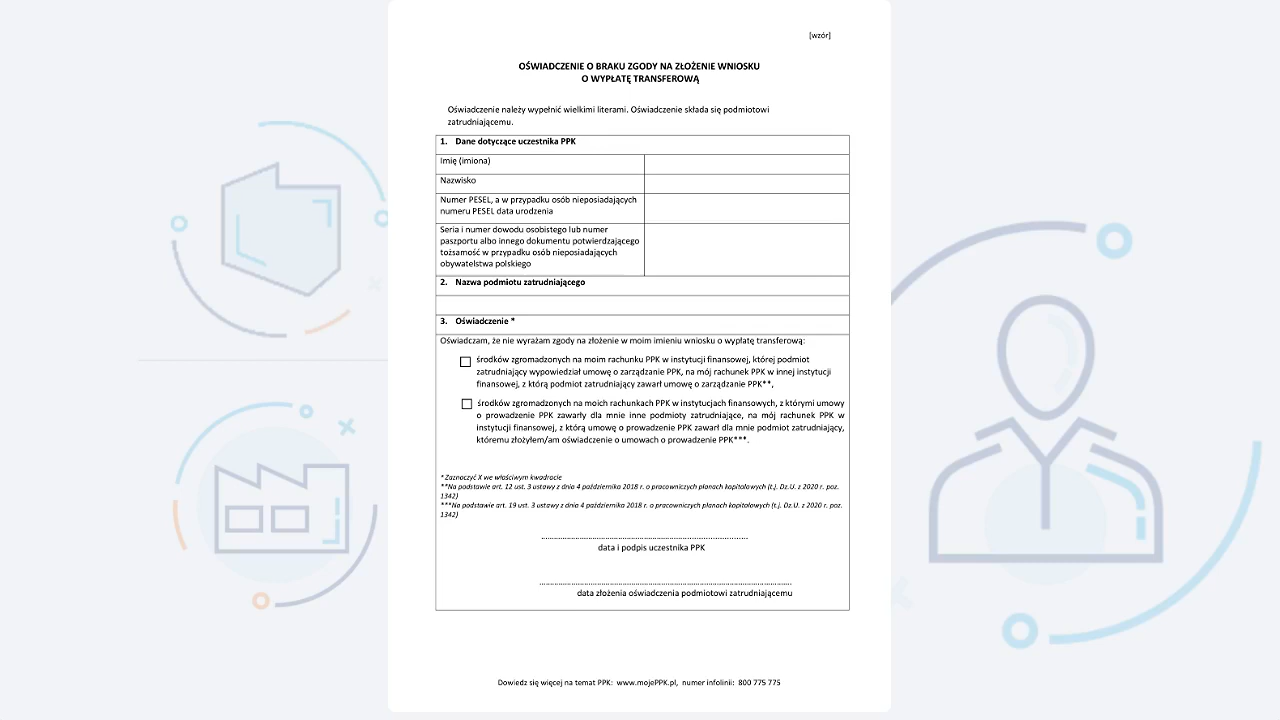 [wzór]
OŚWIADCZENIE O BRAKU ZGODY NA ZŁOŻENIE WNIOSKU
O WYPŁATĘ TRANSFEROWĄ
Oświadczenie należy wypełnić wielkimi literami. Oświadczenie składa się podmiotowi
zatrudniającemu.
1. Dane dotyczące uczestnika PPK
Imię (imiona)
Nazwisko
Numer PESEL, a w przypadku osób nieposiadających
numeru PESEL data urodzenia
Seria i numer dowodu osobistego lub numer
paszportu albo innego dokumentu potwierdzającego
tożsamość w przypadku osób nieposiadających
obywatelstwa polskiego
2. Nazwa podmiotu zatrudniającego
3. Oświadczenie *
Oświadczam, że nie wyrażam zgody na złożenie w moim imieniu wniosku o wypłatę transferową:
środków zgromadzonych na moim rachunku PPK w instytucji finansowej, której podmiot
zatrudniający wypowiedział umowę o zarządzanie PPK, na mój rachunek PPK w innej instytucji
finansowej, z którą podmiot zatrudniający zawarł umowę o zarządzanie PPK**,
środków zgromadzonych na moich rachunkach PPK w instytucjach finansowych, z którymi umowy
o prowadzenie PPK zawarły dla mnie inne podmioty zatrudniające, na mój rachunek PPK w
instytucji finansowej, z którą umowę o prowadzenie PPK zawarł dla mnie podmiot zatrudniający,
któremu złożyłem/am oświadczenie o umowach o prowadzenie PPK***.
* Zaznaczyć X we właściwym kwadracie
**Na podstawie art. 12 ust. 3 ustawy z dnia 4 października 2018 r. o pracowniczych planach kapitałowych (t.j. Dz.U. z 2020 r. poz.
1342)
***Na podstawie art. 19 ust. 3 ustawy z dnia 4 października 2018 r. o pracowniczych planach kapitałowych (t.j. Dz.U. z 2020 r. poz.
1342)
data i podpis uczestnika PPK
data złożenia oświadczenia podmiotowi zatrudniającemu
Dowiedz się więcej na temat PPK: www.mojePPK.pl, numer infolinii: 800 775 775